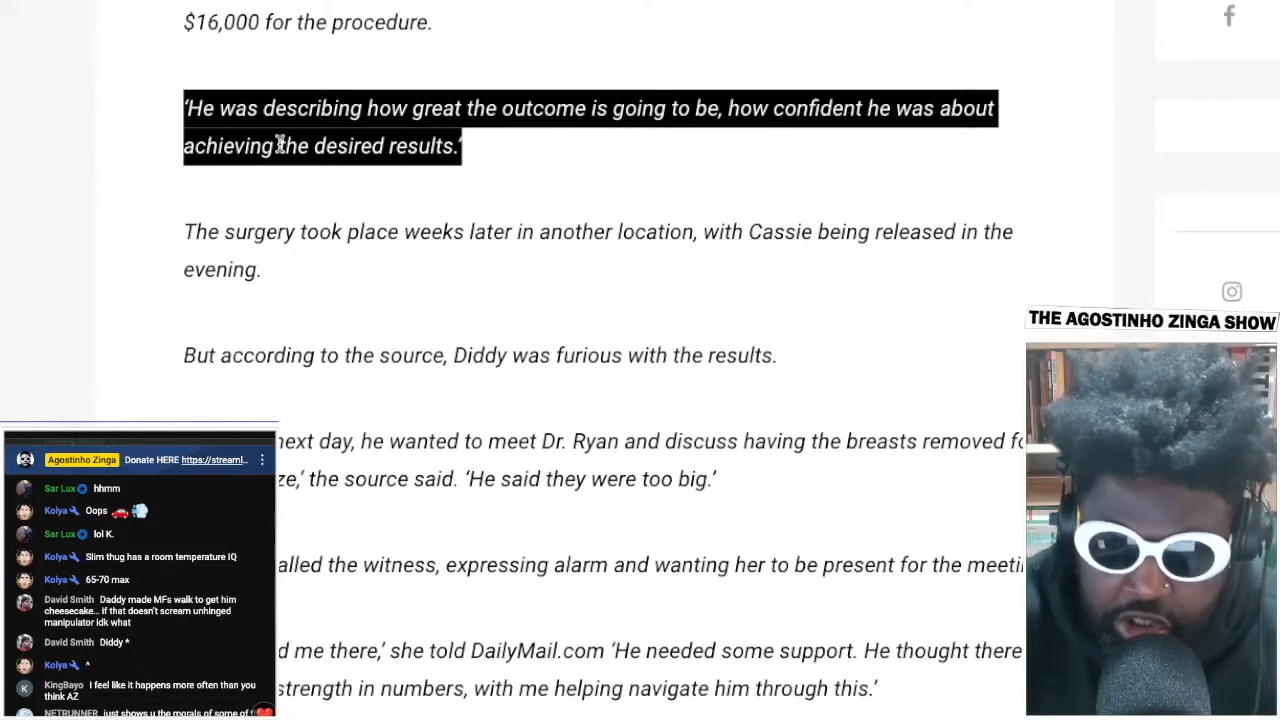 $16,000 for the procedure.
‘He was describing how great the outcome is going to be, how confident he was about
achieving the desired results.’
The surgery took place weeks later in another location, with Cassie being released in the
evening.
But according to the source, Diddy was furious with the results.
next day, he wanted to meet Dr. Ryan and discuss having the breasts removed
the source said. ‘He said they were too big.’
the witness, expressing alarm and wanting her to be present for the
me there,’ she told DailyMail.com ‘He needed some support. He thought there
strength in numbers, with me helping navigate him through this.’
THE AGOSTINHO ZINGA SHOW
Agostinho Zinga Donate HERE https://streaml...
Sar Lux hhmm
Kolya Oops
Sar Lux lol K.
Kolya Slim thug has a room temperature IQ
Kolya 65-70 max
David Smith Daddy made MFs walk to get him
cheesecake... if that doesn't scream unhinged
manipulator idk what
David Smith Diddy *
Kolya ^
K
KingBayo I feel like it happens more often than you
think AZ
NETRUNNER just shows u the morals of some of